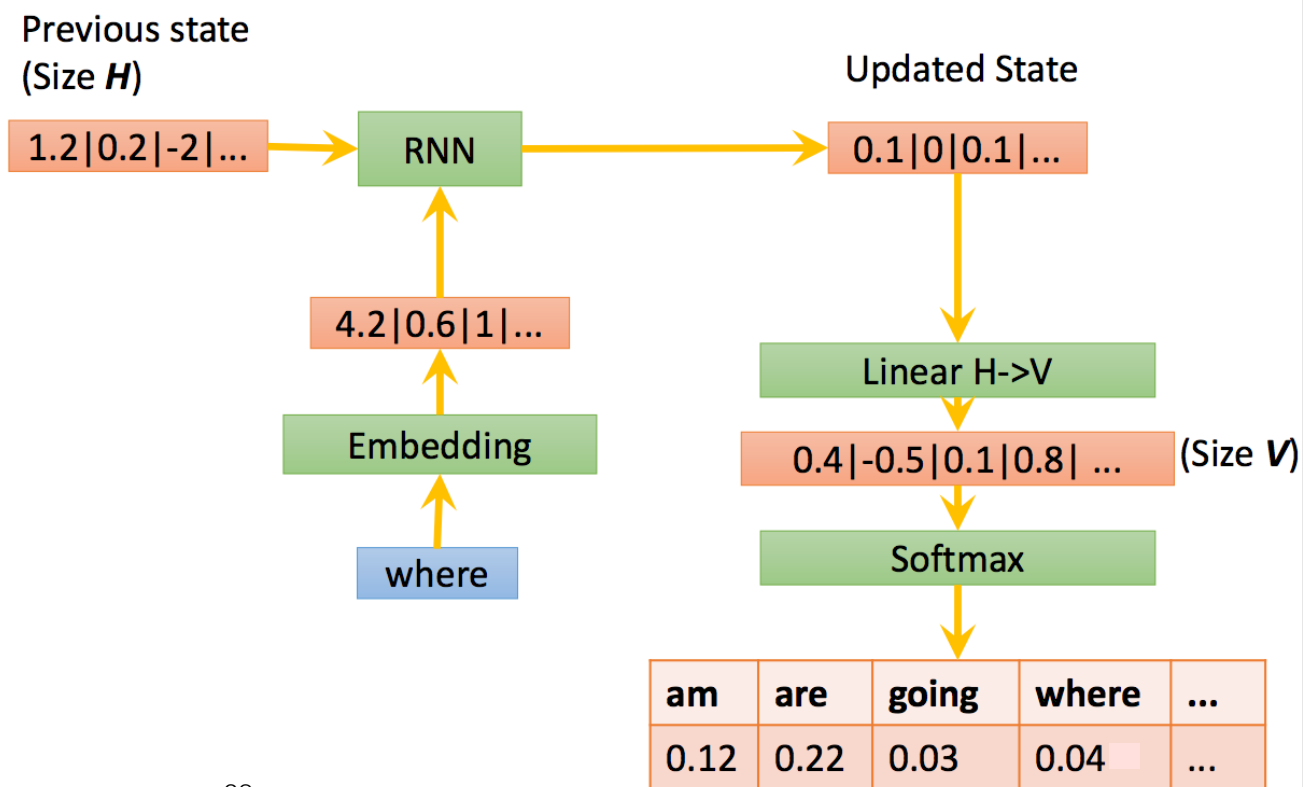 Previous state
(Size H)
Updated State
1.2|0.2|-2|...
RNN
0.1|0|0.1|...
4.2|0.6|1|...
Linear H->V
Embedding
0.4|-0.5|0.1|0.8| ...
(Size V)
Softmax
where
am are going where ...
0.12 0.22 0.03 0.04 ...